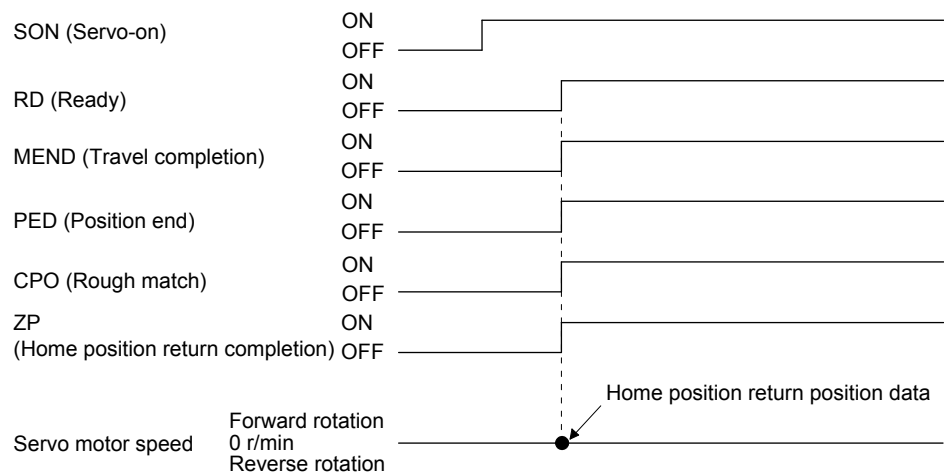 SON (Servo-on)
ON
OFF
RD (Ready)
ON
OFF
MEND (Travel completion)
ON
OFF
PED (Position end)
ON
OFF
CPO (Rough match)
ON
OFF
ZP
(Home position return completion)
ON
OFF
Home position return position data
Servo motor speed
Forward rotation
0 r/min
Reverse rotation